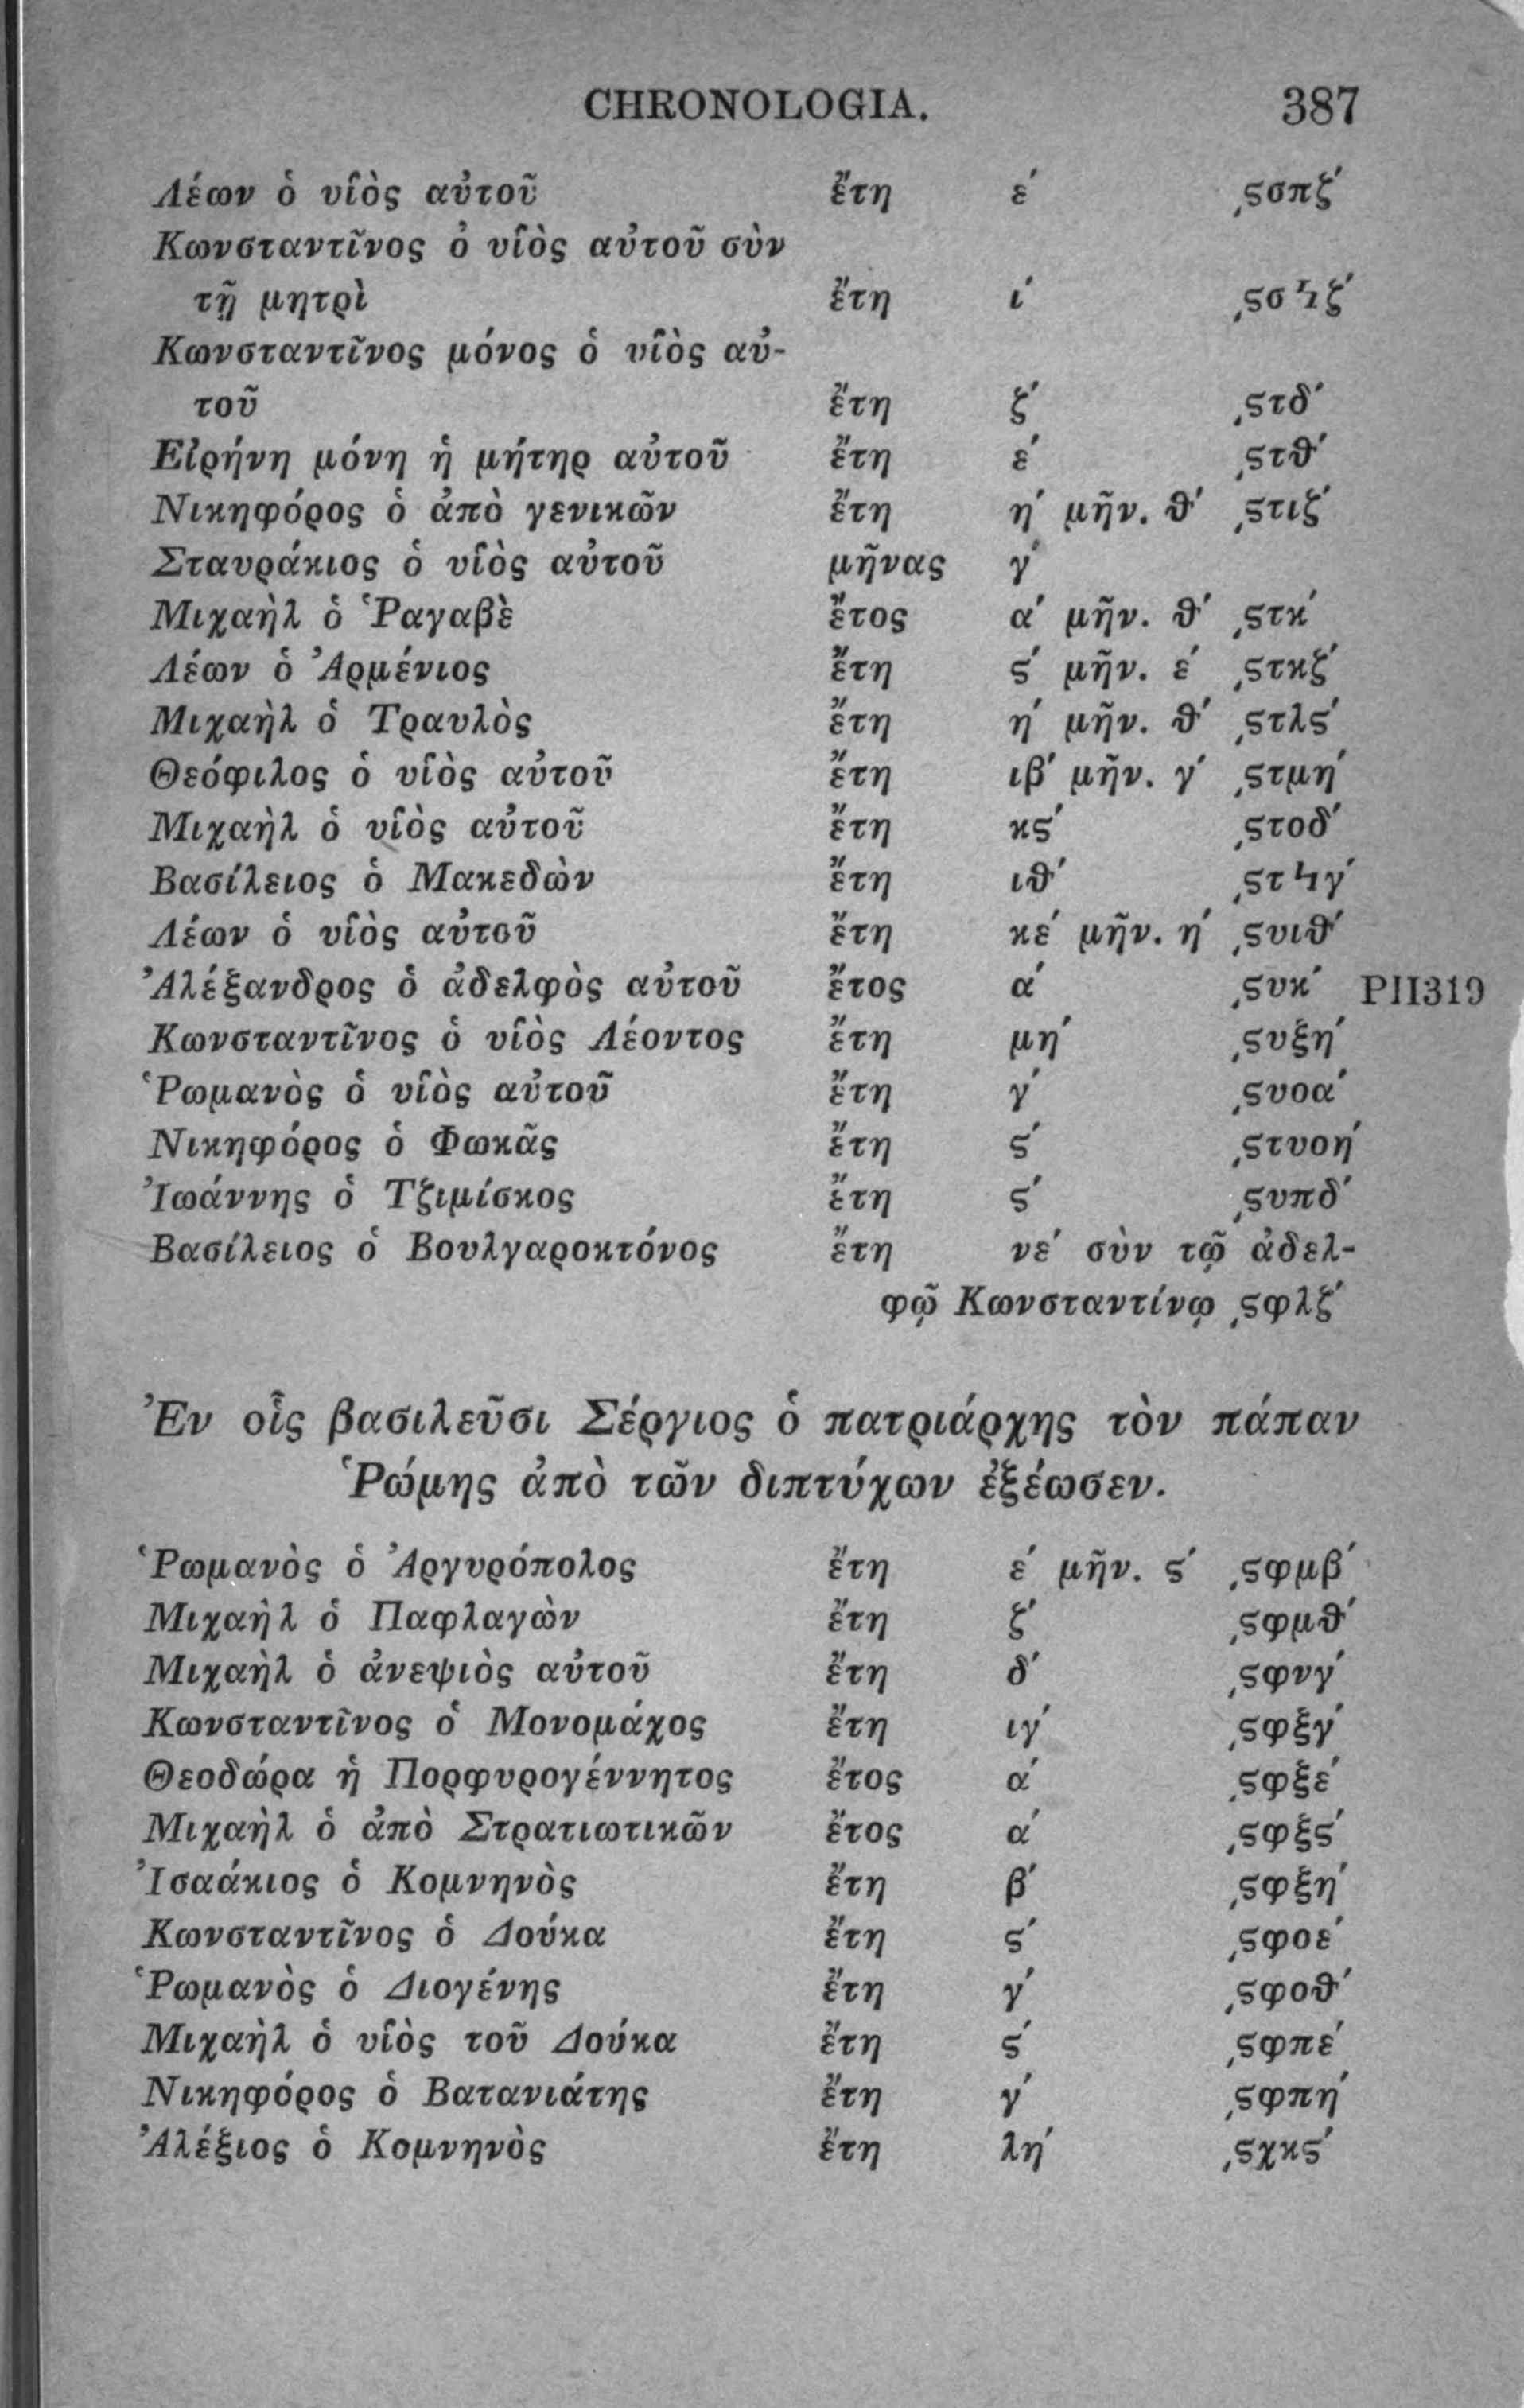 CHRONOLOGIA. 387
Λέων ὁ υἱὸς αὐτοῦ ἔτη ε΄ ͵ϛσπζ΄
Κωνσταντῖνος ὁ υἱὸς αὐτοῦ σὺν
τῇ μητρὶ ἔτη ι΄ ͵ϛσϟζ΄
Κωνσταντῖνος μόνος ὁ υἱὸς αὐ-
τοῦ ἔτη ζ΄ ͵ϛτδ΄
Εἰρήνη μόνη ἡ μήτηρ αὐτοῦ ἔτη ε΄ ͵ϛτθ΄
Νικηφόρος ὁ ἀπὸ γενικῶν ἔτη η΄ μῆν. θ΄ ͵ϛτιζ΄
Σταυράκιος ὁ υἱὸς αὐτοῦ μῆνας γ΄
Μιχαὴλ ὁ Ῥαγαβὲ ἔτος α΄ μῆν. θ΄ ͵ϛτκ΄
Λέων ὁ Ἀρμένιος ἔτη ϛ΄ μῆν. ε΄ ͵ϛτκζ΄
Μιχαὴλ ὁ Τραυλὸς ἔτη η΄ μῆν. θ΄ ͵ϛτλϛ΄
Θεόφιλος ὁ υἱὸς αὐτοῦ ἔτη ιβ΄ μῆν. γ΄ ͵ϛτμη΄
Μιχαὴλ ὁ υἱὸς αὐτοῦ ἔτη κϛ΄ ͵ϛτοδ΄
Βασίλειος ὁ Μακεδὼν ἔτη ιθ΄ ͵ϛτϟγ΄
Λέων ὁ υἱὸς αὐτοῦ ἔτη κε΄ μῆν. η΄ ͵ϛυιθ΄
Ἀλέξανδρος ὁ ἀδελφὸς αὐτοῦ ἔτος α΄ ͵ϛυκ΄ PII319
Κωνσταντῖνος ὁ υἱὸς Λέοντος ἔτη μη΄ ͵ϛυξη΄
Ῥωμανὸς ὁ υἱὸς αὐτοῦ ἔτη γ΄ ͵ϛυοα΄
Νικηφόρος ὁ Φωκᾶς ἔτη ϛ΄ ͵ϛτυοη΄
Ἰωάννης ὁ Τζιμίσκος ἔτη ϛ΄ ͵ϛυπδ΄
Βασίλειος ὁ Βουλγαροκτόνος ἔτη νε΄ σὺν τῷ ἀδελ-
φῷ Κωνσταντίνῳ ͵ϛφλζ΄
Ἐν οἷς βασιλεῦσι Σέργιος ὁ πατριάρχης τὸν πάπαν
Ῥώμης ἀπὸ τῶν διπτύχων ἐξέωσεν.
Ῥωμανὸς ὁ Ἀργυρόπολος ἔτη ε΄ μῆν. ϛ΄ ͵ϛφμβ΄
Μιχαὴλ ὁ Παφλαγὼν ἔτη ζ΄ ͵ϛφμθ΄
Μιχαὴλ ὁ ἀνεψιὸς αὐτοῦ ἔτη δ΄ ͵ϛφνγ΄
Κωνσταντῖνος ὁ Μονομάχος ἔτη ιγ΄ ͵ϛφξγ΄
Θεοδώρα ἡ Πορφυρογέννητος ἔτος α΄ ͵ϛφξε΄
Μιχαὴλ ὁ ἀπὸ Στρατιωτικῶν ἔτος α΄ ͵ϛφξϛ΄
Ἰσαάκιος ὁ Κομνηνὸς ἔτη β΄ ͵ϛφξη΄
Κωνσταντῖνος ὁ Δούκα ἔτη ϛ΄ ͵ϛφοε΄
Ῥωμανὸς ὁ Διογένης ἔτη γ΄ ͵ϛφοθ΄
Μιχαὴλ ὁ υἱὸς τοῦ Δούκα ἔτη ϛ΄ ͵ϛφπε΄
Νικηφόρος ὁ Βατανιάτης ἔτη γ΄ ͵ϛφπη΄
Ἀλέξιος ὁ Κομνηνὸς ἔτη λη΄ ͵ϛχκϛ΄